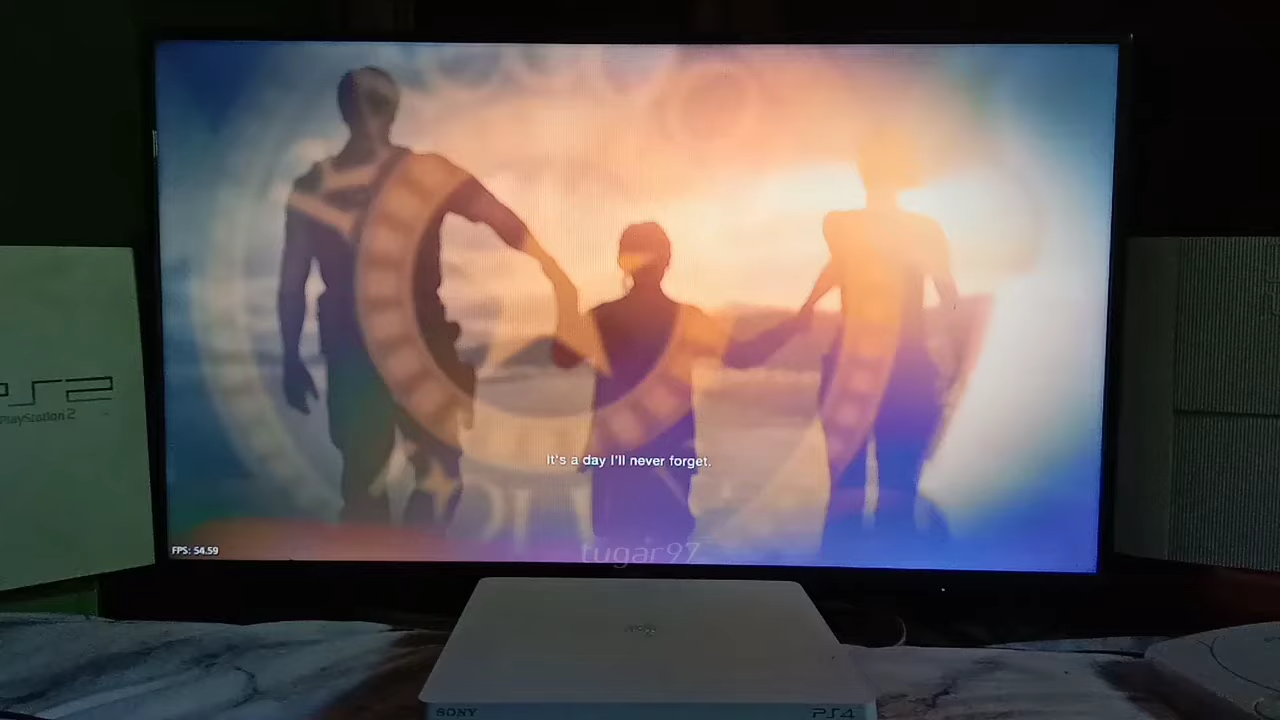 PS2
PlayStation 2
It's a day I'll never forget.
FPS: 54.59
tugar97
SONY
PS4